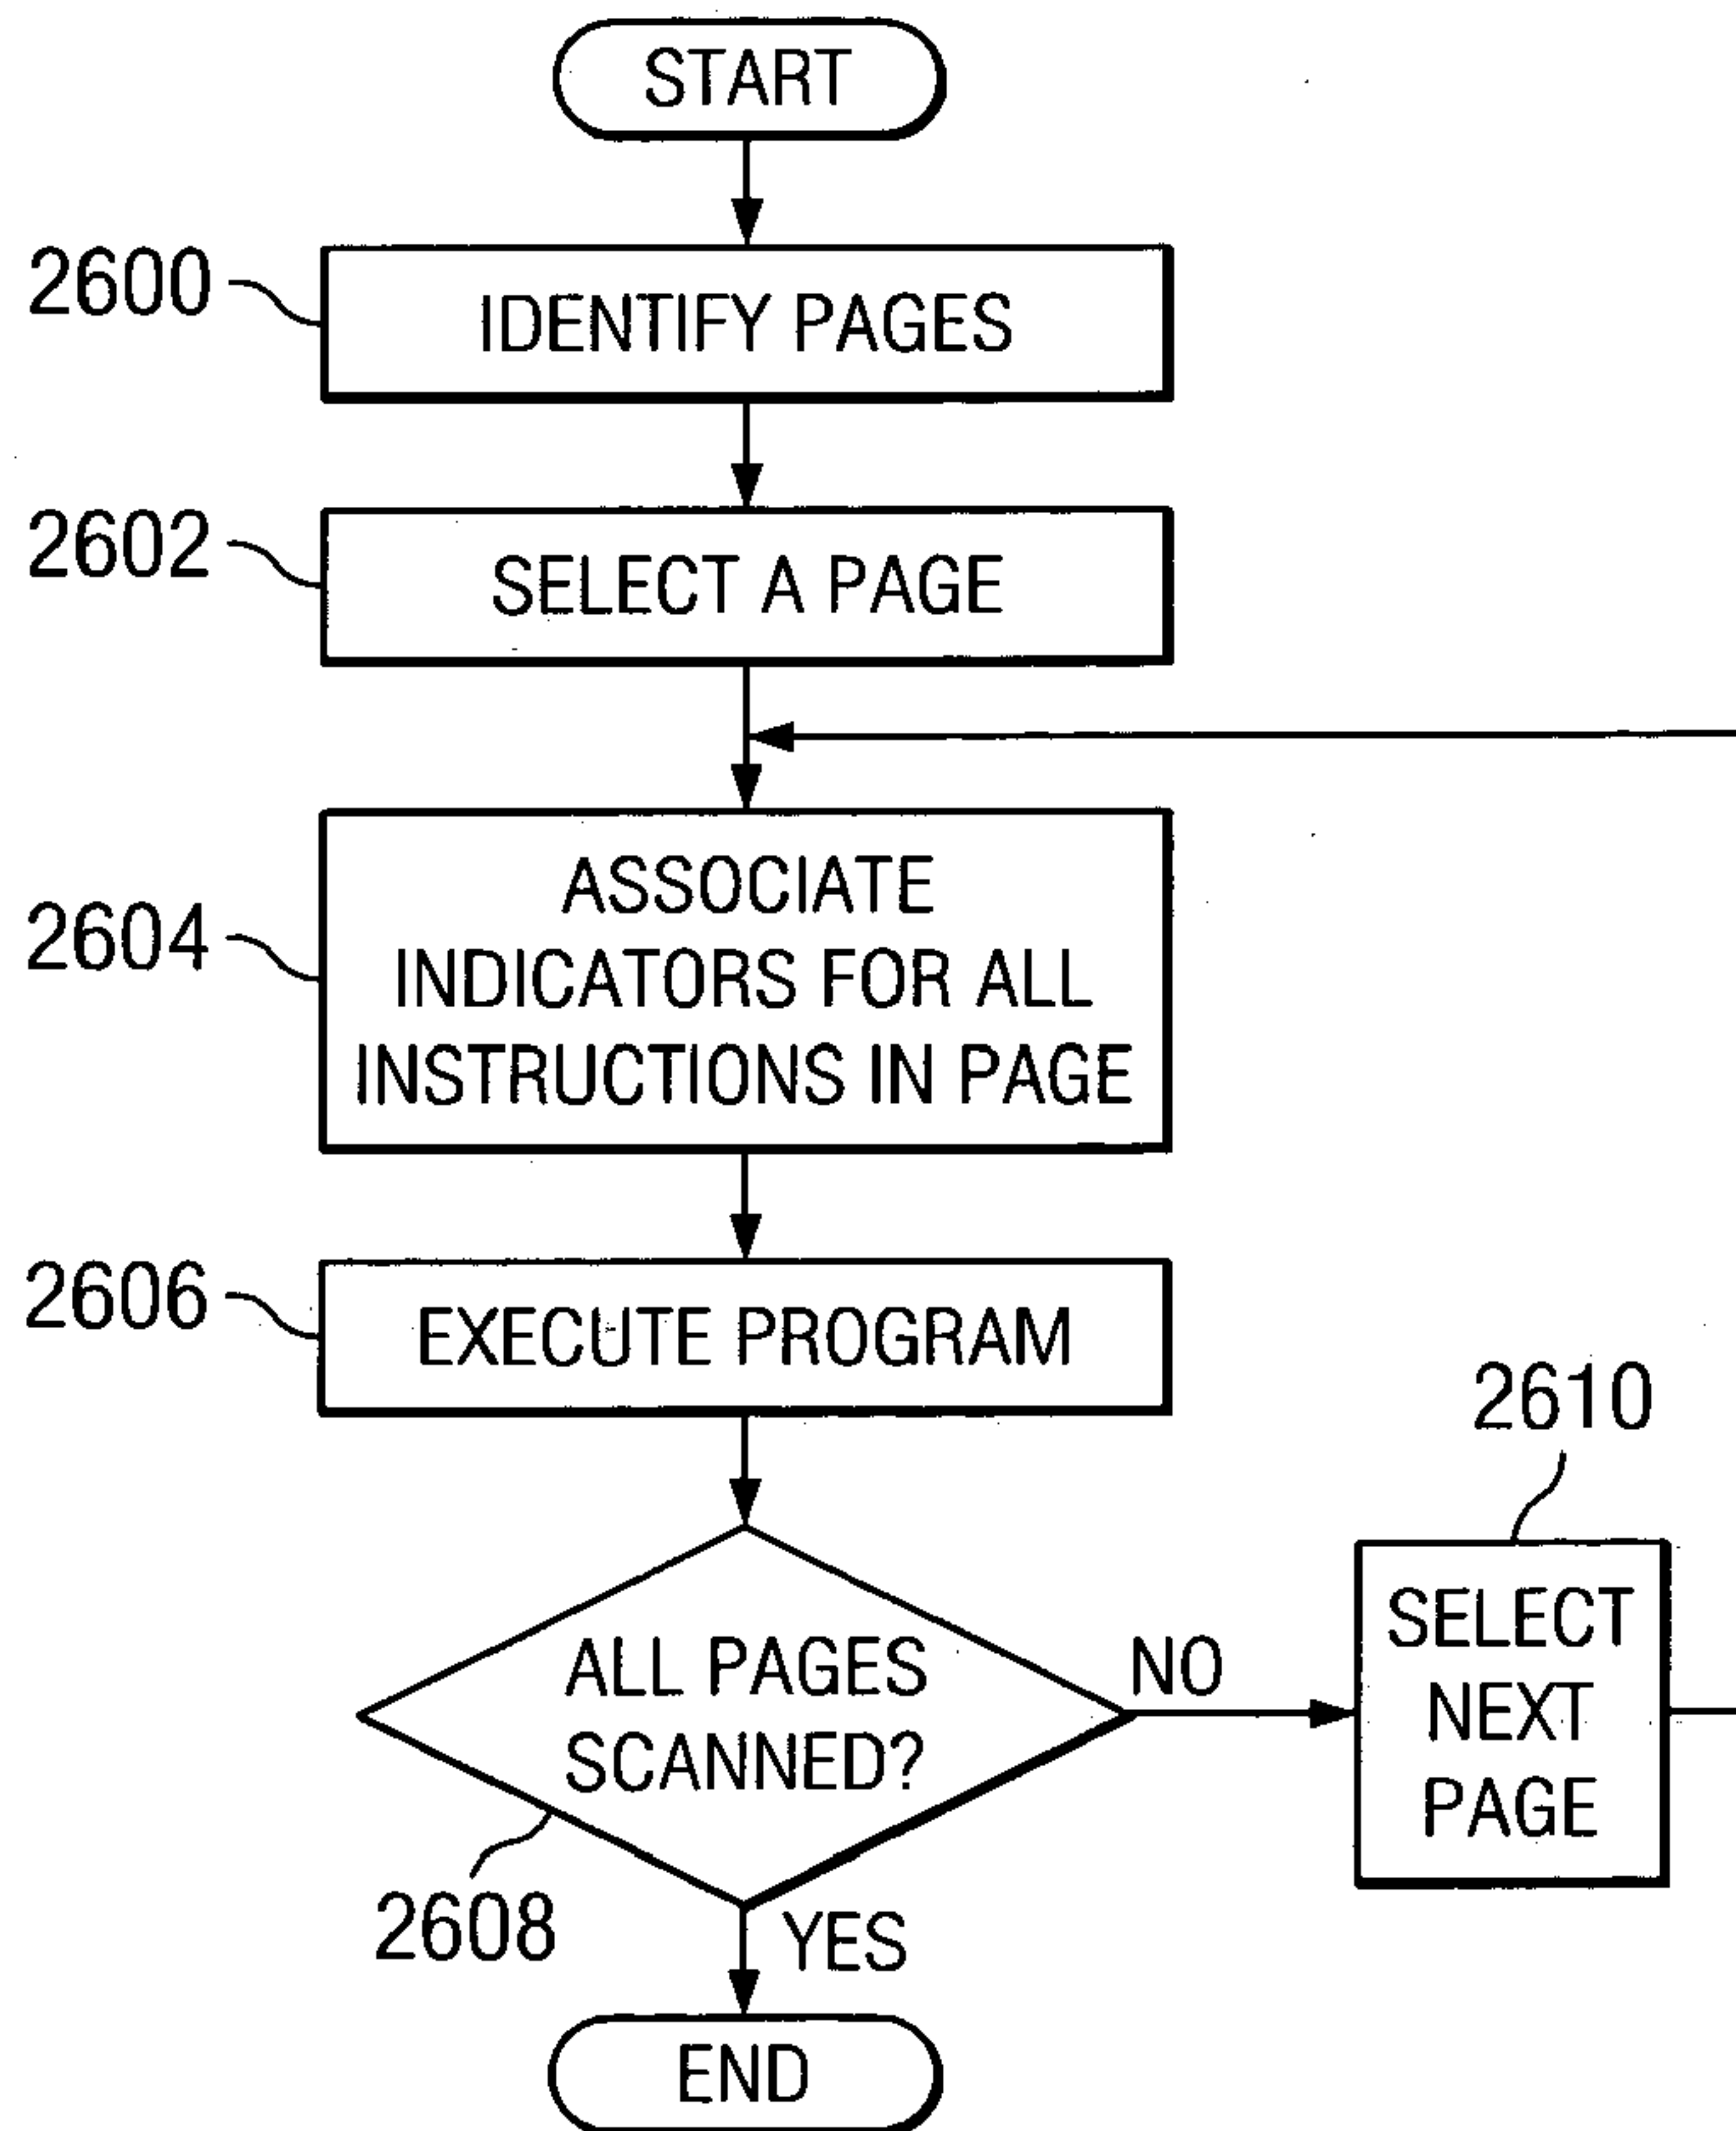 START
2600
IDENTIFY PAGES
2602
SELECT A PAGE
2604
ASSOCIATE
INDICATORS FOR ALL
INSTRUCTIONS IN PAGE
2606
EXECUTE PROGRAM
2608
ALL PAGES
SCANNED?
NO
2610
SELECT
NEXT
PAGE
YES
END